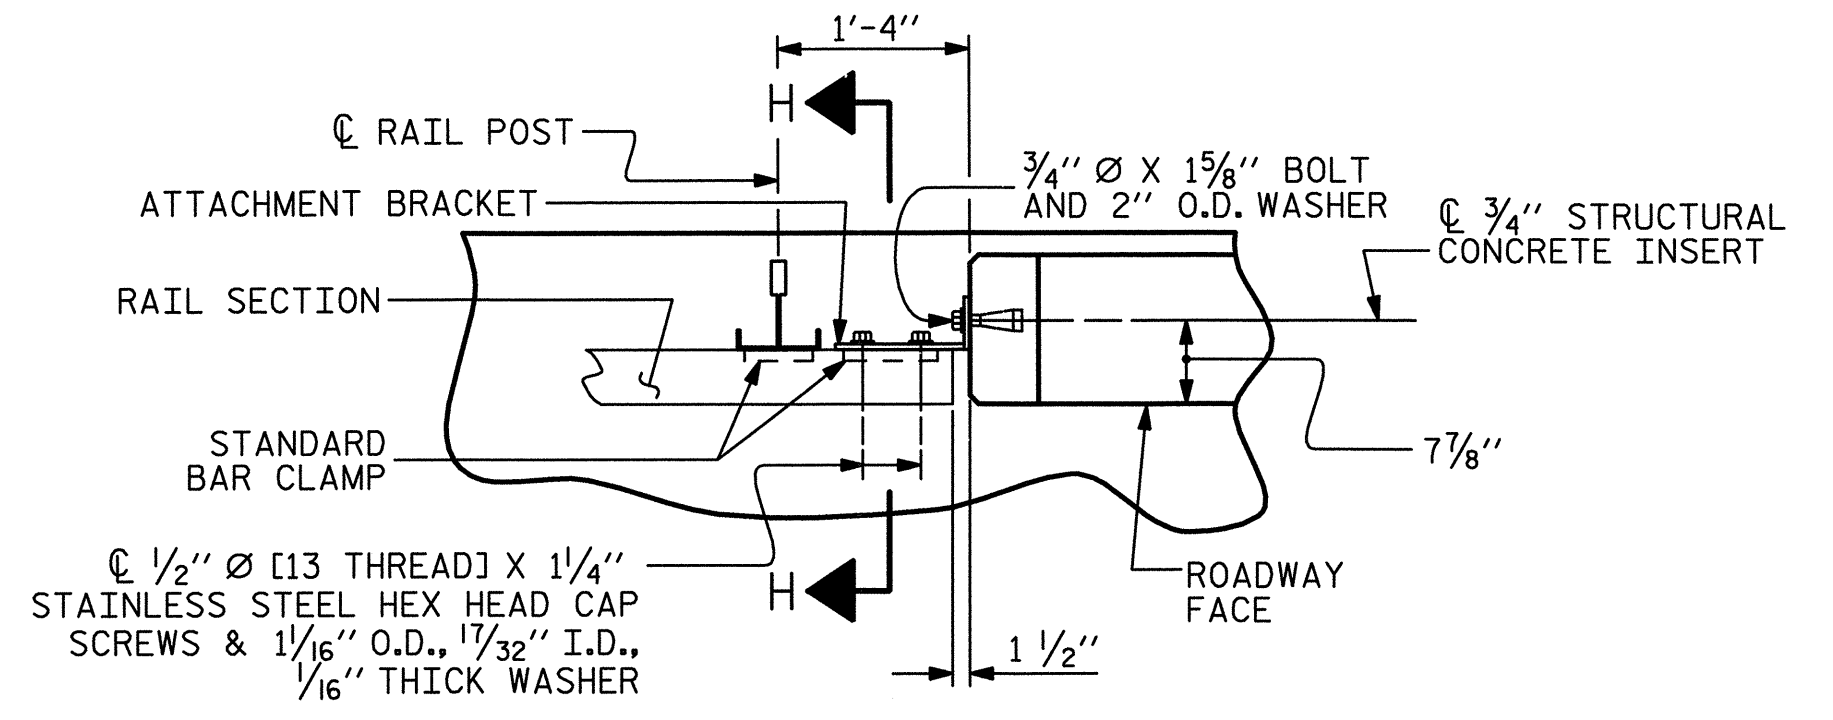 1'-4"
H
℄ RAIL POST
ATTACHMENT BRACKET
3/4" Ø X 1 5/8" BOLT
AND 2" O.D. WASHER
℄ 3/4" STRUCTURAL
CONCRETE INSERT
RAIL SECTION
STANDARD
BAR CLAMP
7 7/8"
℄ 1/2" Ø [13 THREAD] X 1 1/4"
STAINLESS STEEL HEX HEAD CAP
SCREWS & 1 1/16" O.D., 17/32" I.D.,
1/16" THICK WASHER
H
ROADWAY
FACE
1 1/2"